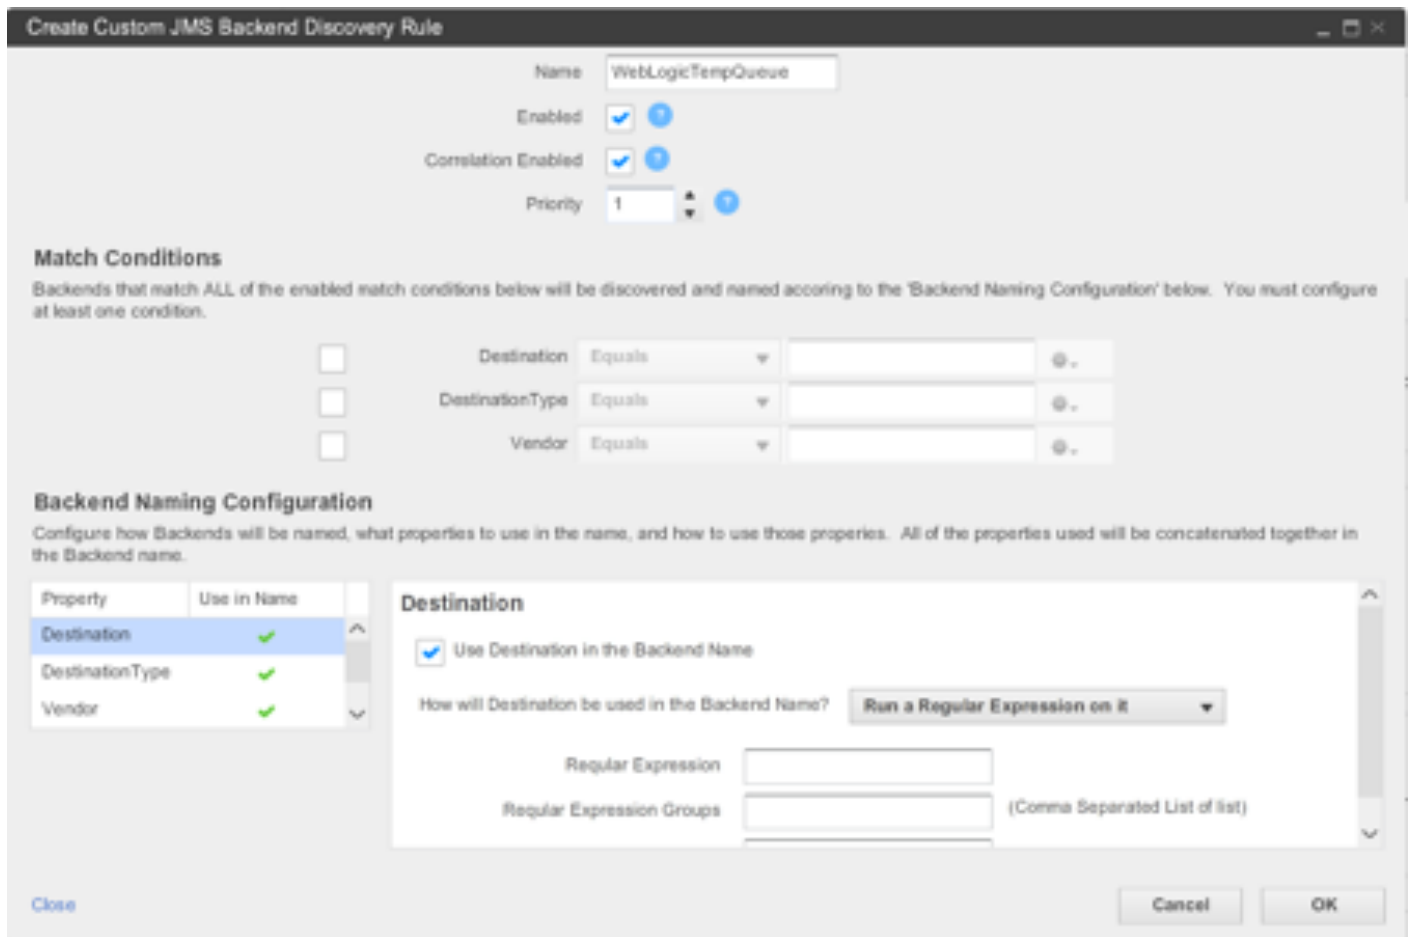 Create Custom JMS Backend Discovery Rule
Name WebLogicTempQueue
Enabled ?
Correlation Enabled ?
Priority 1 ?
Match Conditions
Backends that match ALL of the enabled match conditions below will be discovered and named accoring to the 'Backend Naming Configuration' below. You must configure
at least one condition.
Destination Equals
DestinationType Equals
Vendor Equals
Backend Naming Configuration
Configure how Backends will be named, what properties to use in the name, and how to use those properies. All of the properties used will be concatenated together in
the Backend name.
Property Use in Name
Destination
DestinationType
Vendor
Destination
Use Destination in the Backend Name
How will Destination be used in the Backend Name? Run a Regular Expression on it
Regular Expression
Regular Expression Groups (Comma Separated List of list)
Close Cancel OK